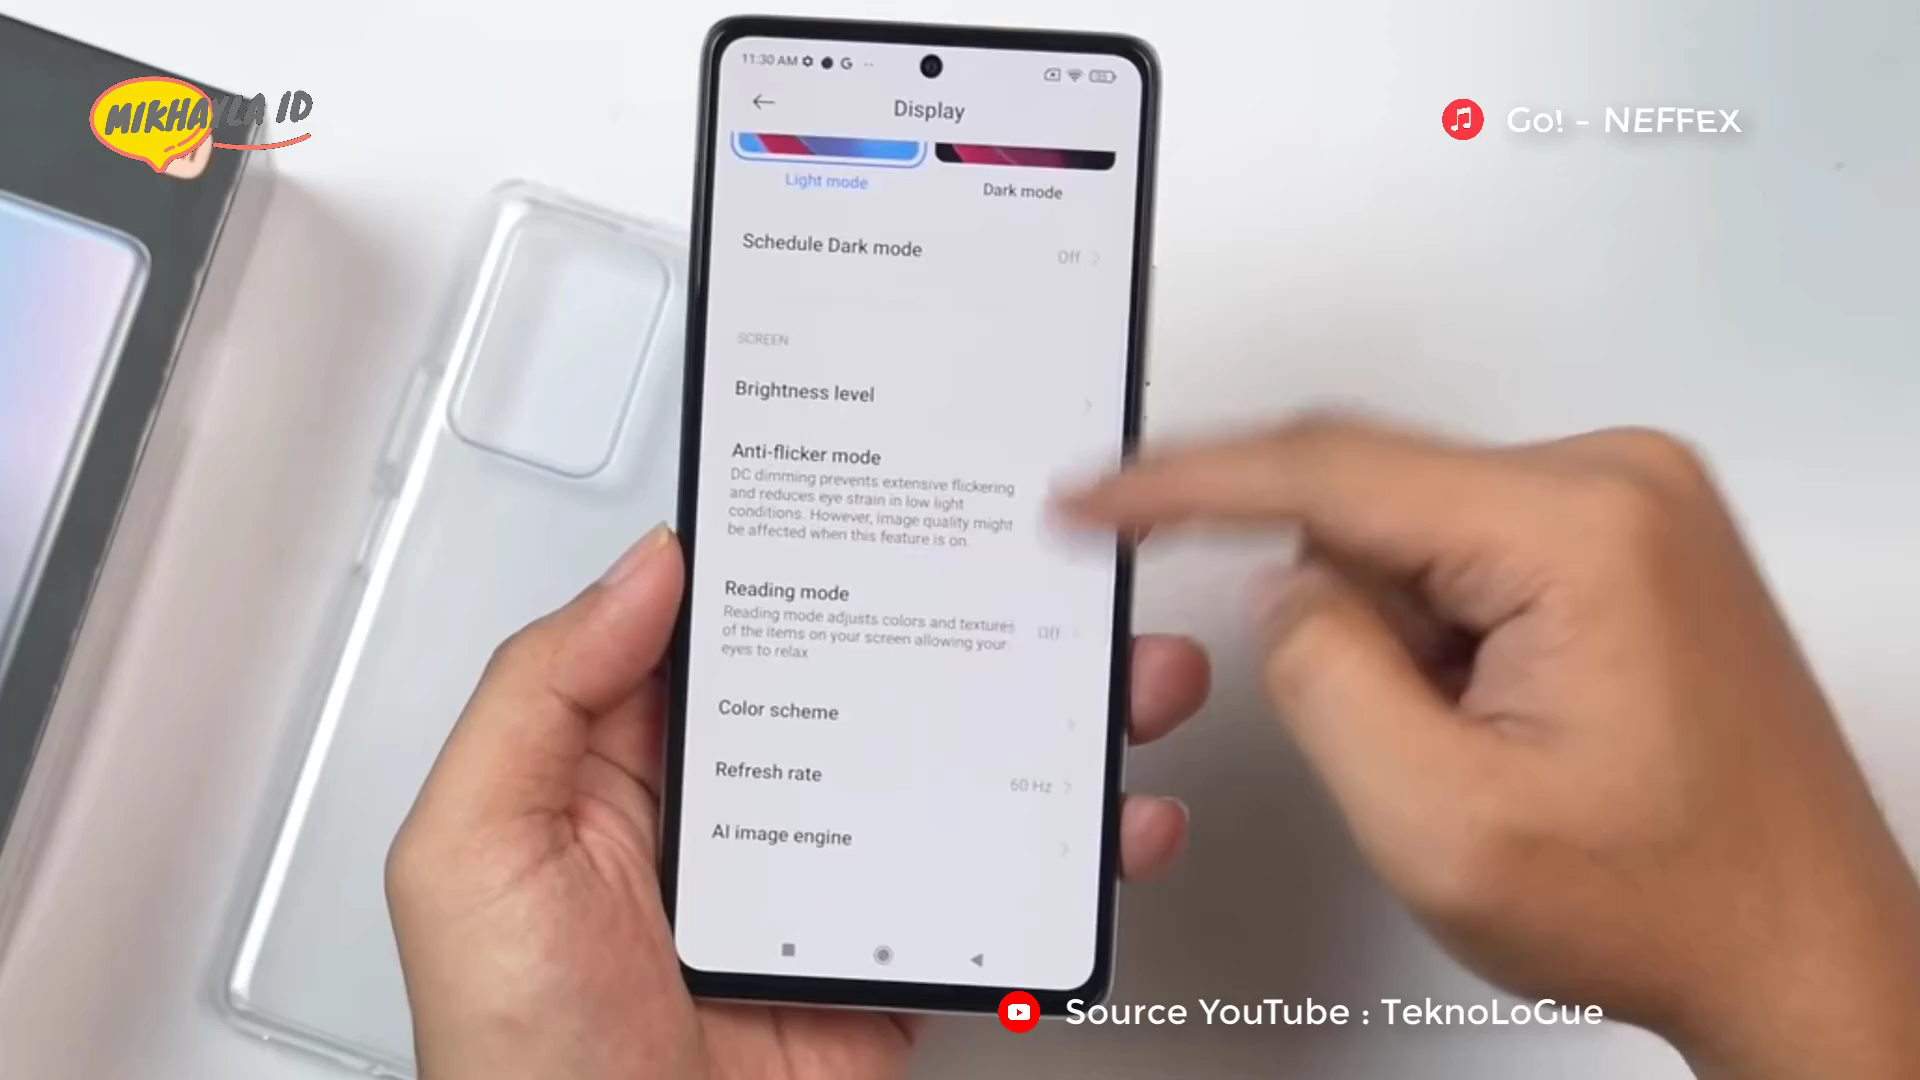 MIKHAYLA ID
Go! - NEFFEX
11:30 AM
Display
Light mode
Dark mode
Schedule Dark mode
Off
SCREEN
Brightness level
Anti-flicker mode
DC dimming prevents extensive flickering
and reduces eye strain in low light
conditions. However, image quality might
be affected when this feature is on.
Reading mode
Reading mode adjusts colors and textures
of the items on your screen allowing your
eyes to relax
Off
Color scheme
Refresh rate
60 Hz
AI image engine
Source YouTube : TeknoLoGue